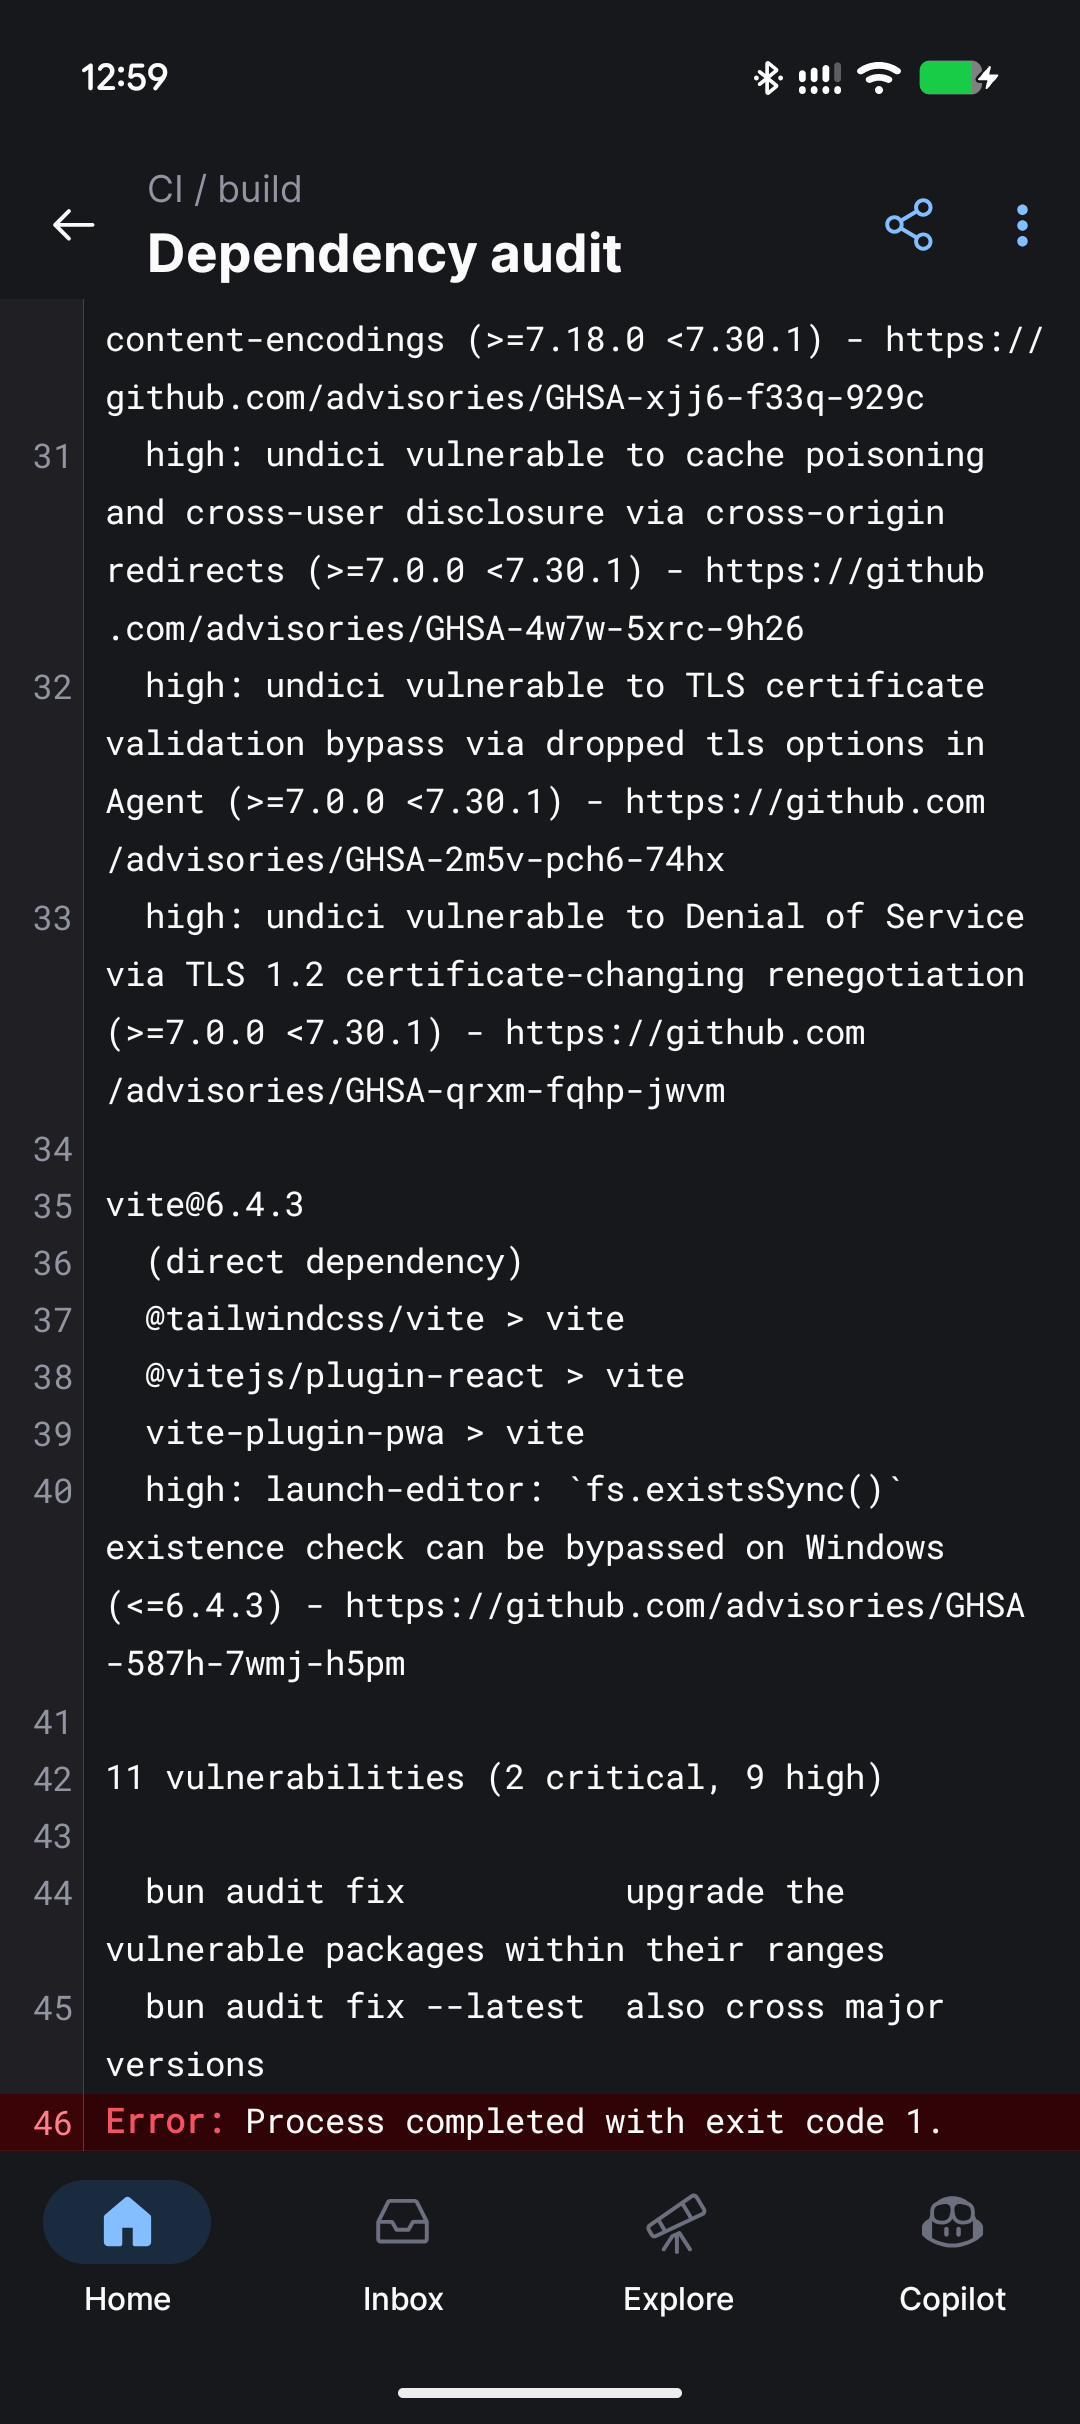 12:59
CI / build
Dependency audit
content-encodings (>=7.18.0 <7.30.1) - https://
github.com/advisories/GHSA-xjj6-f33q-929c
31   high: undici vulnerable to cache poisoning
and cross-user disclosure via cross-origin
redirects (>=7.0.0 <7.30.1) - https://github
.com/advisories/GHSA-4w7w-5xrc-9h26
32   high: undici vulnerable to TLS certificate
validation bypass via dropped tls options in
Agent (>=7.0.0 <7.30.1) - https://github.com
/advisories/GHSA-2m5v-pch6-74hx
33   high: undici vulnerable to Denial of Service
via TLS 1.2 certificate-changing renegotiation
(>=7.0.0 <7.30.1) - https://github.com
/advisories/GHSA-qrxm-fqhp-jwvm
34
35 vite@6.4.3
36   (direct dependency)
37   @tailwindcss/vite > vite
38   @vitejs/plugin-react > vite
39   vite-plugin-pwa > vite
40   high: launch-editor: `fs.existsSync()`
existence check can be bypassed on Windows
(<=6.4.3) - https://github.com/advisories/GHSA
-587h-7wmj-h5pm
41
42 11 vulnerabilities (2 critical, 9 high)
43
44   bun audit fix           upgrade the
vulnerable packages within their ranges
45   bun audit fix --latest  also cross major
versions
46 Error: Process completed with exit code 1.
Home Inbox Explore Copilot